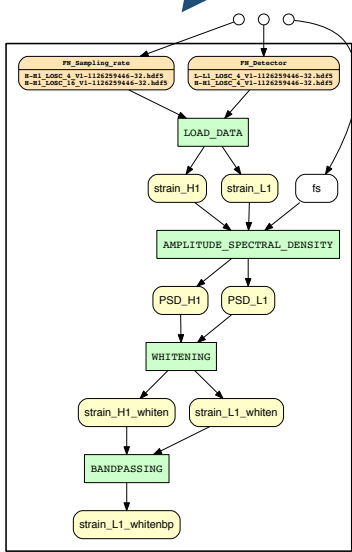 FN_Sampling_rate
H-H1_LOSC_4_V1-1126259446-32.hdf5
H-H1_LOSC_16_V1-1126259446-32.hdf5
FN_Detector
L-L1_LOSC_4_V1-1126259446-32.hdf5
H-H1_LOSC_4_V1-1126259446-32.hdf5
LOAD_DATA
strain_H1
strain_L1
fs
AMPLITUDE_SPECTRAL_DENSITY
PSD_H1
PSD_L1
WHITENING
strain_H1_whiten
strain_L1_whiten
BANDPASSING
strain_L1_whitenbp